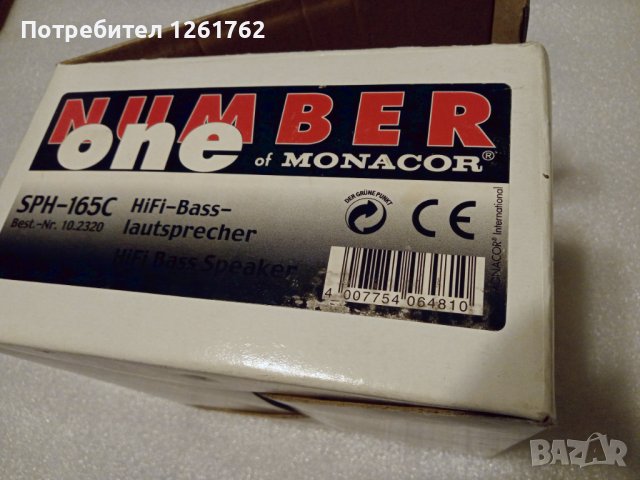 Потребител 1261762
NUMBER
one of MONACOR®
SPH-165C
Best.-Nr. 10.2320
HiFi-Bass-
lautsprecher
HiFi Bass Speaker
DER GRÜNE PUNKT
CE
MONACOR® International
4 007754 064810
BAZAR